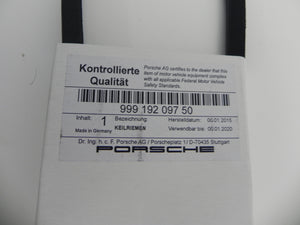 Kontrollierte
Qualität
Porsche AG certifies to the dealer that this
item of motor vehicle equipment complies
with all applicable Federal Motor Vehicle
Safety Standards.
999 192 097 50
Inhalt: 1 Bezeichnung: Herstelldatum: 00.01.2015
Made in Germany KEILRIEMEN Verwendbar bis: 00.01.2020
Dr. Ing. h. c. F. Porsche AG / Porscheplatz 1 / D-70435 Stuttgart
PORSCHE